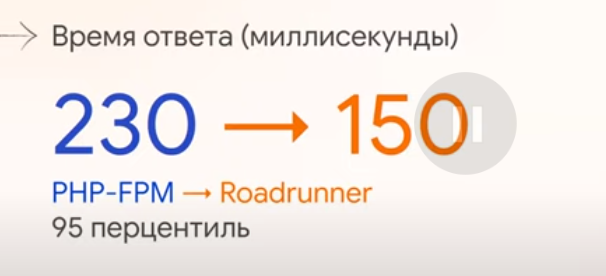 Время ответа (миллисекунды)
230 → 150
PHP-FPM → Roadrunner
95 перцентиль